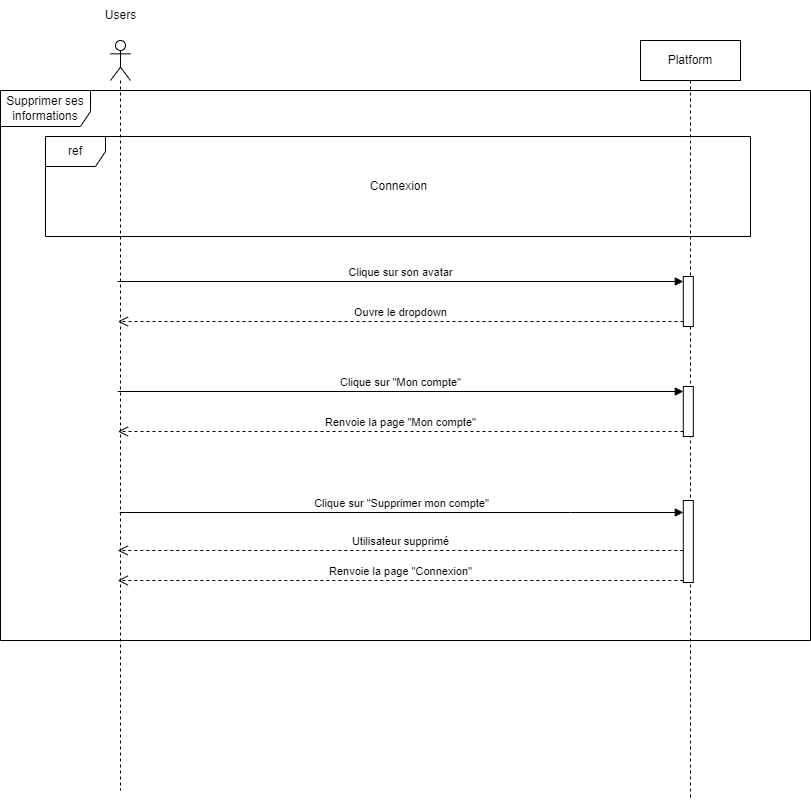 Users
Platform
Supprimer ses
informations
ref
Connexion
Clique sur son avatar
Ouvre le dropdown
Clique sur "Mon compte"
Renvoie la page "Mon compte"
Clique sur "Supprimer mon compte"
Utilisateur supprimé
Renvoie la page "Connexion"